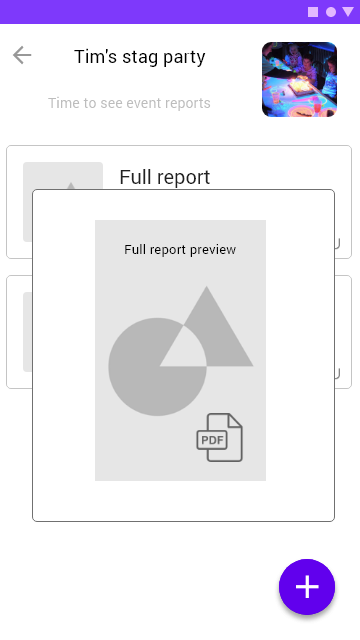 Tim's stag party
Time to see event reports
Full report
Full report preview
PDF